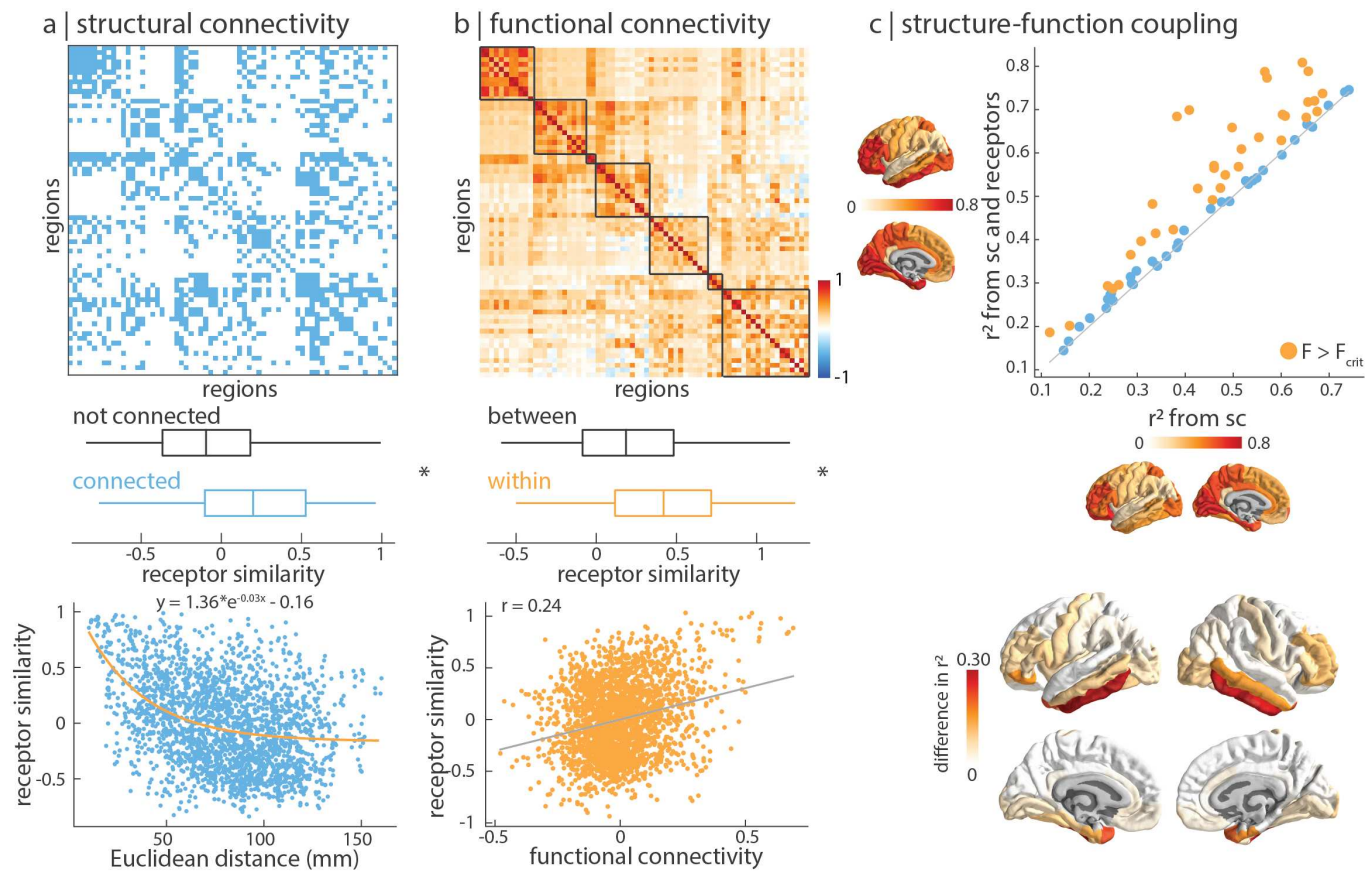 a | structural connectivity
regions
regions
not connected
connected
*
-0.5 0 0.5 1
receptor similarity
y = 1.36*e-0.03x - 0.16
receptor similarity
1
0.5
0
-0.5
50 100 150
Euclidean distance (mm)
b | functional connectivity
regions
regions
1
-1
between
within
*
-0.5 0 0.5 1
receptor similarity
r = 0.24
receptor similarity
1
0.5
0
-0.5
-1
-0.5 0 0.5
functional connectivity
c | structure-function coupling
0 0.8
r² from sc and receptors
0.8
0.7
0.6
0.5
0.4
0.3
0.2
0.1
F > Fcrit
0.1 0.2 0.3 0.4 0.5 0.6 0.7
r² from sc
0 0.8
difference in r²
0.30
0